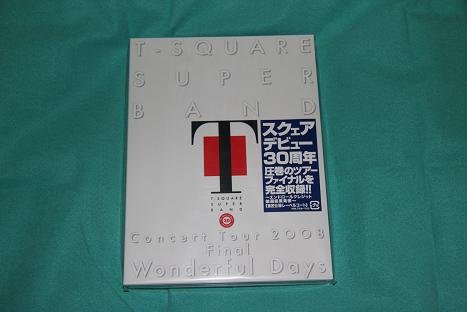 T-SQUARE
SUPER
BAND
スクェア
デビュー
30周年
圧巻のツアー
ファイナルを
完全収録!!
T
T-SQUARE
SUPER
BAND
Concert Tour 2008
Final
Wonderful Days